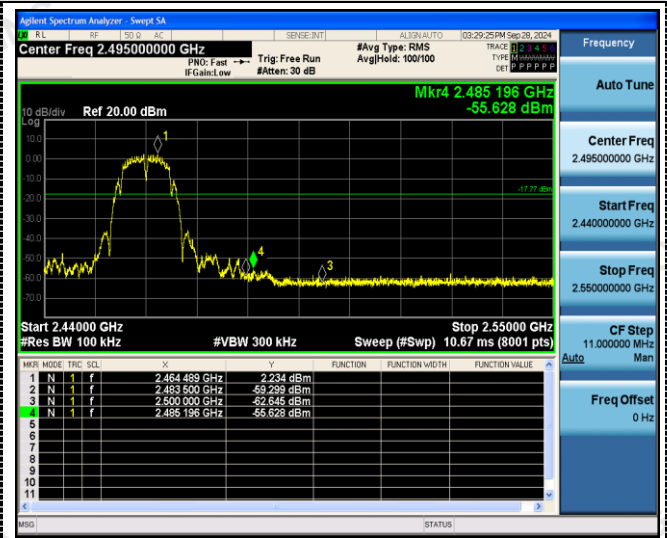 Agilent Spectrum Analyzer - Swept SA
RL RF 50 Ω AC SENSE:INT ALIGNAUTO 03:29:25 PM Sep 28, 2024
Center Freq 2.495000000 GHz #Avg Type: RMS TRACE 1 2 3 4 5 6
PNO: Fast Trig: Free Run Avg|Hold: 100/100 TYPE M
IFGain:Low #Atten: 30 dB DET P P P P P P
Mkr4 2.485 196 GHz
-55.628 dBm
10 dB/div Ref 20.00 dBm
Log
10.0
0.00
-10.0
-20.0
-30.0
-40.0
-50.0
-60.0
-70.0
1
4
3
-17.77 dBm
Start 2.44000 GHz Stop 2.55000 GHz
#Res BW 100 kHz #VBW 300 kHz Sweep (#Swp) 10.67 ms (8001 pts)
MKR MODE TRC SCL X Y FUNCTION FUNCTION WIDTH FUNCTION VALUE
1 N 1 f 2.464 489 GHz 2.234 dBm
2 N 1 f 2.483 500 GHz -59.299 dBm
3 N 1 f 2.500 000 GHz -62.645 dBm
4 N 1 f 2.485 196 GHz -55.628 dBm
5
6
7
8
9
10
11
MSG STATUS
Frequency
Auto Tune
Center Freq
2.495000000 GHz
Start Freq
2.440000000 GHz
Stop Freq
2.550000000 GHz
CF Step
11.000000 MHz
Auto Man
Freq Offset
0 Hz